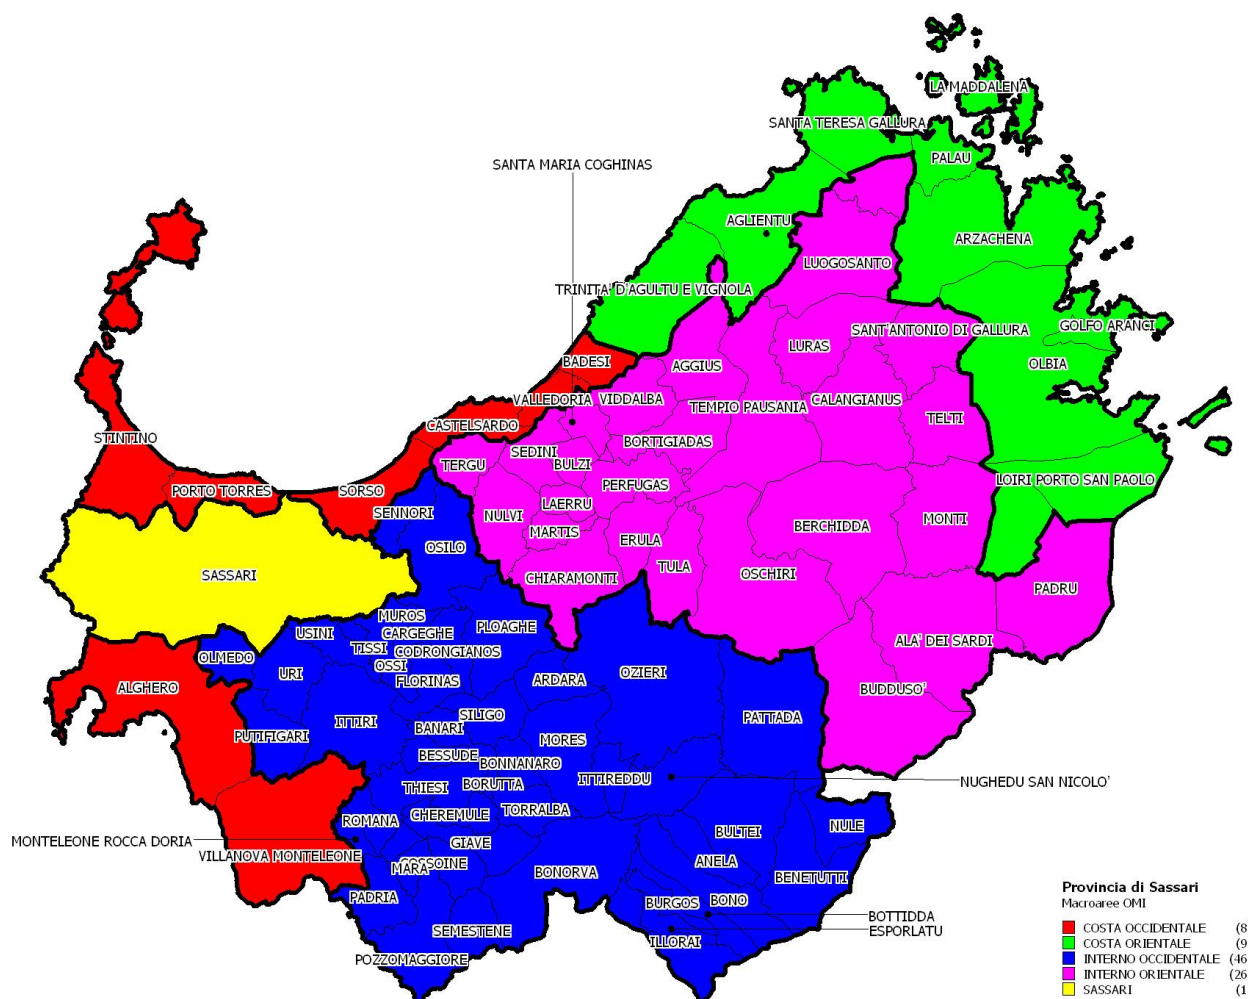 LA MADDALENA
SANTA TERESA GALLURA
PALAU
SANTA MARIA COGHINAS
AGLIENTU
ARZACHENA
LUOGOSANTO
TRINITA' D'AGULTU E VIGNOLA
GOLFO ARANCI
SANT'ANTONIO DI GALLURA
LURAS
BADESI
AGGIUS
OLBIA
VALLEDORIA
VIDDALBA
CALANGIANUS
TEMPIO PAUSANIA
TELTI
CASTELSARDO
STINTINO
BORTIGIADAS
SEDINI
TERGU
BULZI
LOIRI PORTO SAN PAOLO
PERFUGAS
PORTO TORRES
SORSO
LAERRU
SENNORI
NULVI
MONTI
BERCHIDDA
MARTIS
ERULA
OSILO
TULA
SASSARI
OSCHIRI
CHIARAMONTI
PADRU
MUROS
PLOAGHE
USINI
CARGEGHE
ALA' DEI SARDI
TISSI
CODRONGIANOS
OLMEDO
OSSI
URI
OZIERI
FLORINAS
ARDARA
ALGHERO
BUDDUSO'
SILIGO
PATTADA
ITTIRI
BANARI
PUTIFIGARI
MORES
BESSUDE
BONNANARO
ITTIREDDU
NUGHEDU SAN NICOLO'
THIESI
BORUTTA
TORRALBA
CHEREMULE
ROMANA
NULE
BULTEI
MONTELEONE ROCCA DORIA
GIAVE
VILLANOVA MONTELEONE
COSSOINE
MARA
ANELA
BONORVA
BENETUTTI
PADRIA
BURGOS
BONO
BOTTIDDA
SEMESTENE
ESPORLATU
ILLORAI
POZZOMAGGIORE
Provincia di Sassari
Macroaree OMI
COSTA OCCIDENTALE (8
COSTA ORIENTALE (9
INTERNO OCCIDENTALE (46
INTERNO ORIENTALE (26
SASSARI (1